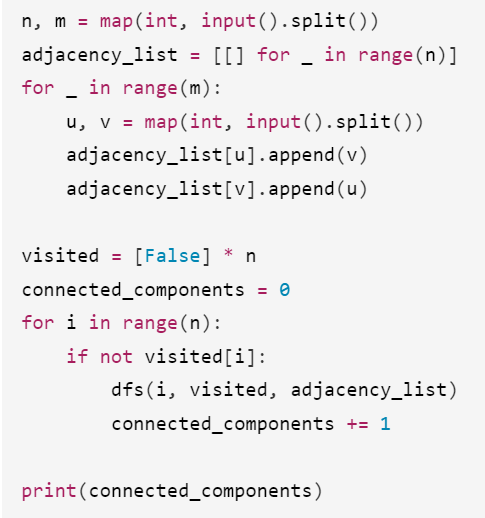 n, m = map(int, input().split())
adjacency_list = [[] for _ in range(n)]
for _ in range(m):
    u, v = map(int, input().split())
    adjacency_list[u].append(v)
    adjacency_list[v].append(u)

visited = [False] * n
connected_components = 0
for i in range(n):
    if not visited[i]:
        dfs(i, visited, adjacency_list)
        connected_components += 1

print(connected_components)